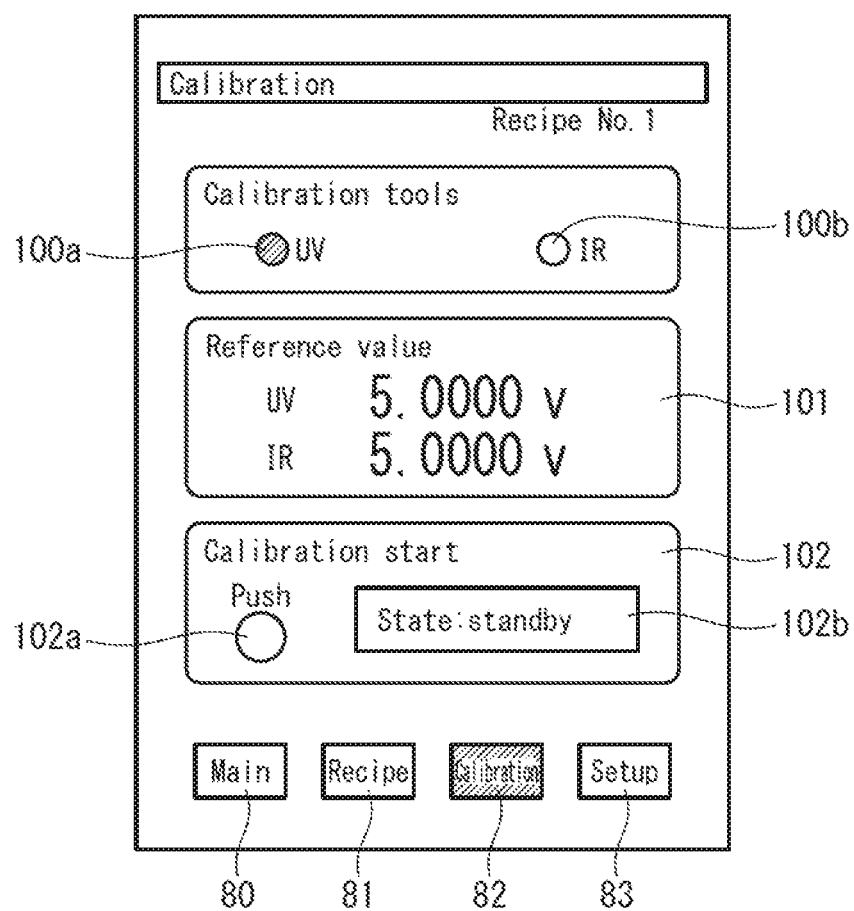 Calibration
Recipe No. 1
Calibration tools
100a
UV
IR
100b
Reference value
UV 5.0000 v
101
IR 5.0000 v
Calibration start
102
Push
102a
State:standby
102b
Main
Recipe
Calibration
Setup
80
81
82
83